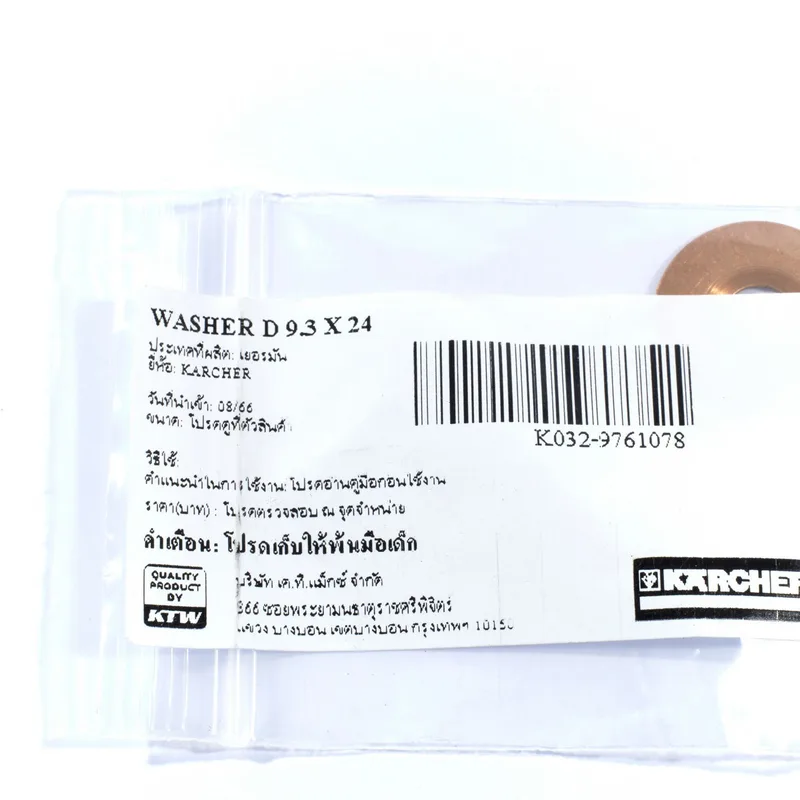 WASHER D 9.3 X 24
ประเทศที่ผลิต: เยอรมัน
ยี่ห้อ: KARCHER
วันที่นำเข้า: 08/66
ขนาด: โปรดดูที่ตัวสินค้า
K032-9761078
วิธีใช้:
คำแนะนำในการใช้งาน: โปรดอ่านคู่มือก่อนใช้งาน
ราคา(บาท) : โปรดตรวจสอบ ณ จุดจำหน่าย
คำเตือน: โปรดเก็บให้พ้นมือเด็ก
QUALITY
PRODUCT
BY
KTW
บริษัท เค.ที.แม็กซ์ จำกัด
366 ซอยพระยามนธาตุราชศรีพิจิตร์
แขวง บางบอน เขตบางบอน กรุงเทพฯ 10150
KÄRCHER